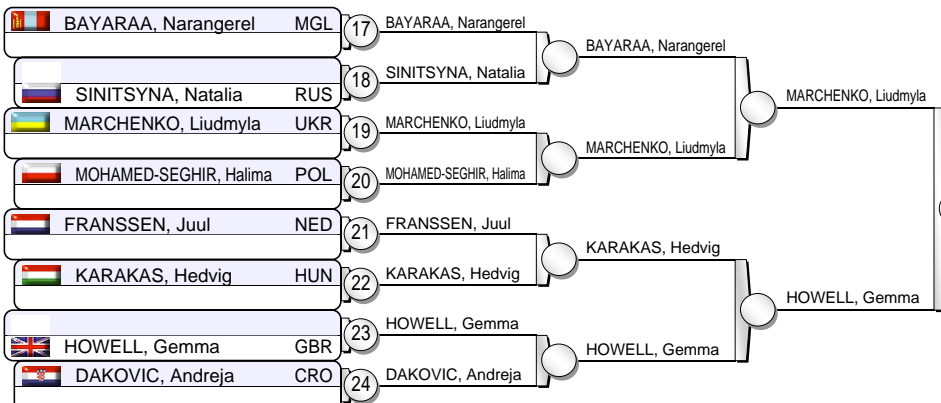 BAYARAA, Narangerel MGL
17
BAYARAA, Narangerel
BAYARAA, Narangerel
SINITSYNA, Natalia RUS
18
SINITSYNA, Natalia
MARCHENKO, Liudmyla
MARCHENKO, Liudmyla UKR
19
MARCHENKO, Liudmyla
MARCHENKO, Liudmyla
MOHAMED-SEGHIR, Halima POL
20
MOHAMED-SEGHIR, Halima
FRANSSEN, Juul NED
21
FRANSSEN, Juul
KARAKAS, Hedvig
KARAKAS, Hedvig HUN
22
KARAKAS, Hedvig
HOWELL, Gemma
HOWELL, Gemma GBR
23
HOWELL, Gemma
HOWELL, Gemma
DAKOVIC, Andreja CRO
24
DAKOVIC, Andreja